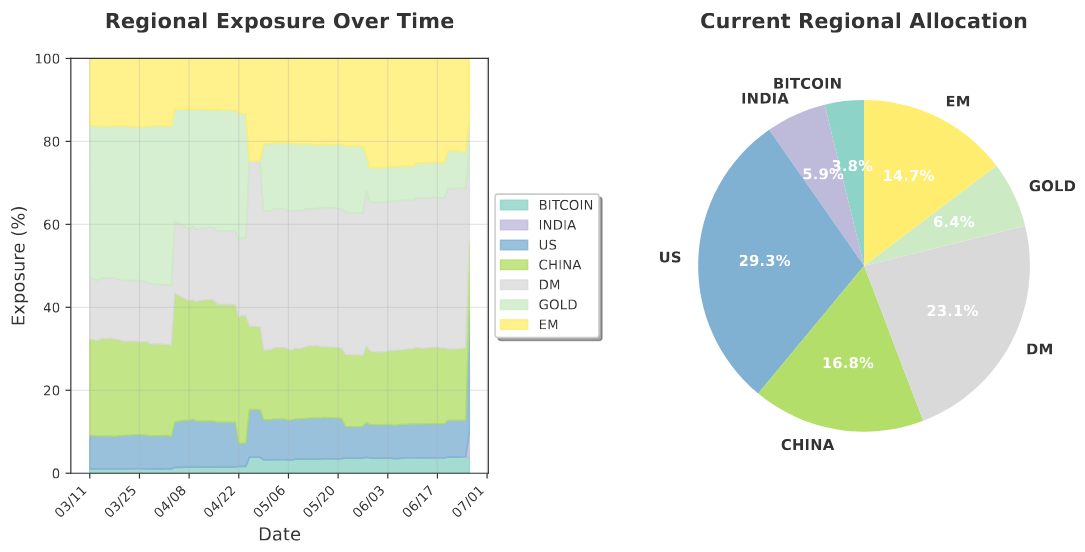 Regional Exposure Over Time
Exposure (%)
100
80
60
40
20
0
03/11
03/25
04/08
04/22
05/06
05/20
06/03
06/17
07/01
Date
BITCOIN
INDIA
US
CHINA
DM
GOLD
EM
Current Regional Allocation
BITCOIN
INDIA
EM
GOLD
US
DM
CHINA
3.8%
5.9%
14.7%
6.4%
29.3%
23.1%
16.8%